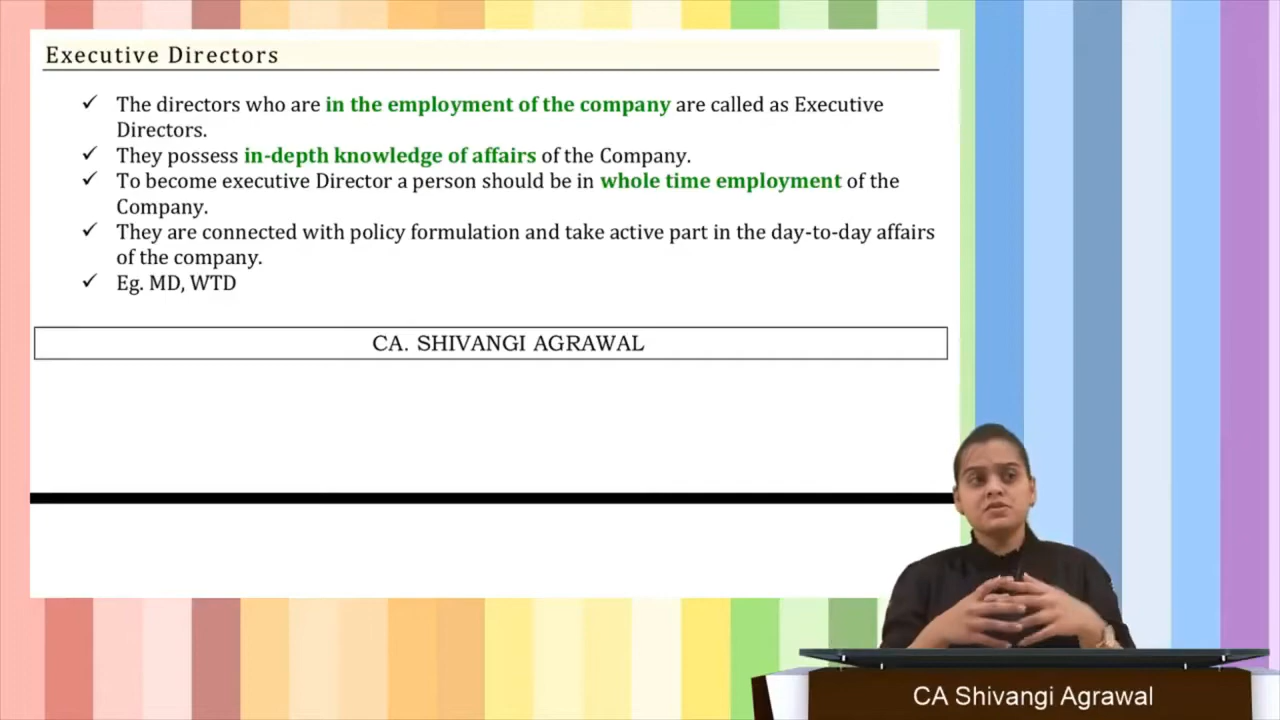 Executive Directors
✓ The directors who are in the employment of the company are called as Executive
Directors.
✓ They possess in-depth knowledge of affairs of the Company.
✓ To become executive Director a person should be in whole time employment of the
Company.
✓ They are connected with policy formulation and take active part in the day-to-day affairs
of the company.
✓ Eg. MD, WTD
CA. SHIVANGI AGRAWAL
CA Shivangi Agrawal